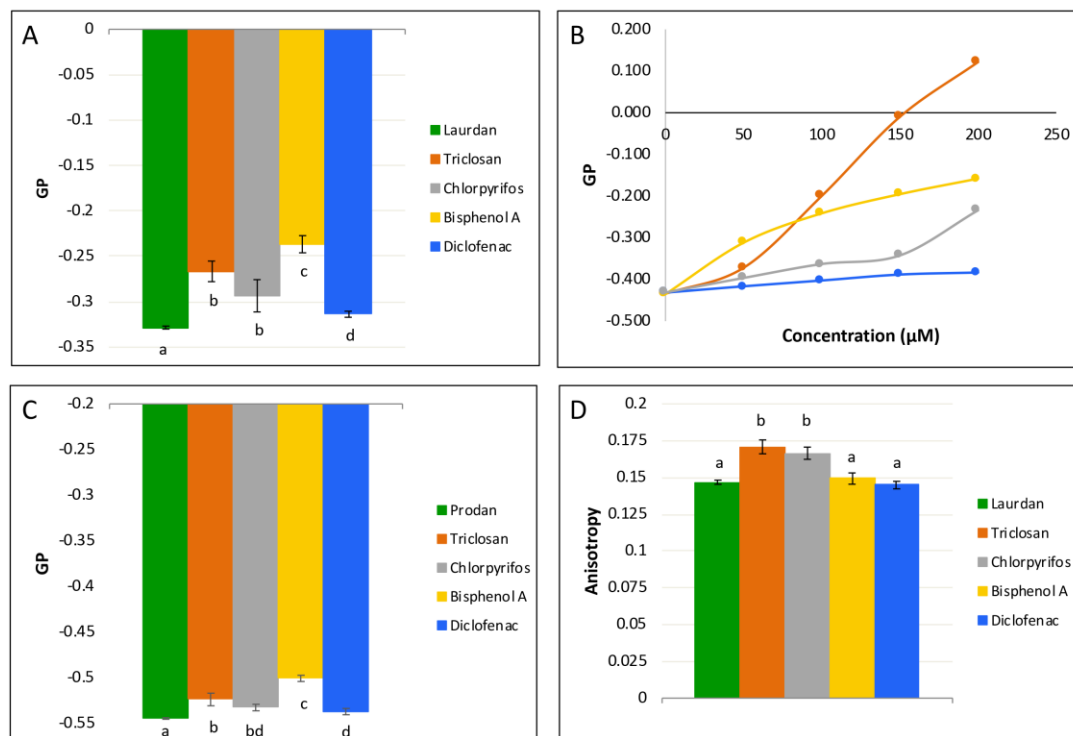 A
0
-0.05
-0.1
-0.15
-0.2
-0.25
-0.3
-0.35
GP
a
b
b
c
d
Laurdan
Triclosan
Chlorpyrifos
Bisphenol A
Diclofenac
B
0.100
0.000
-0.100
-0.200
-0.300
-0.400
-0.500
GP
0 50 100 150 200 250
Concentration (µM)
C
-0.2
-0.25
-0.3
-0.35
-0.4
-0.45
-0.5
-0.55
GP
a b bd c d
Prodan
Triclosan
Chlorpyrifos
Bisphenol A
Diclofenac
D
0.2
0.175
0.15
0.125
0.1
0.075
0.05
0.025
0
Anisotropy
a b b a a
Laurdan
Triclosan
Chlorpyrifos
Bisphenol A
Diclofenac